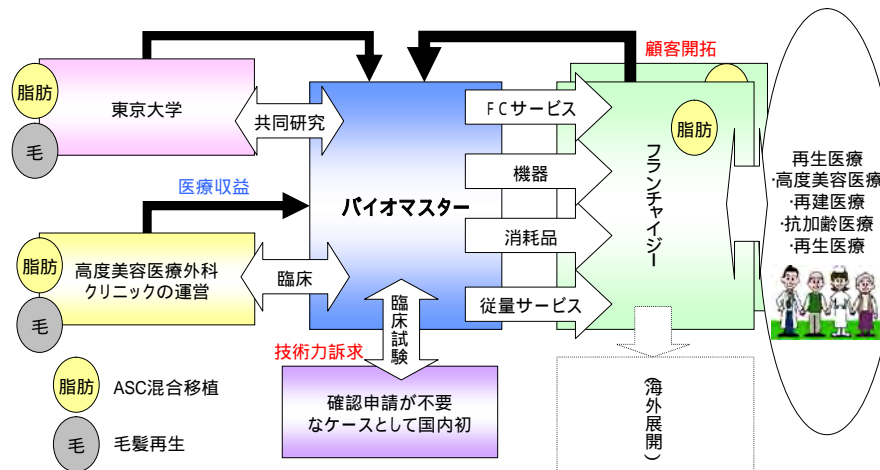 顧客開拓
脂肪
毛
東京大学
共同研究
医療収益
脂肪
毛
高度美容医療外科
クリニックの運営
臨床
バイオマスター
FCサービス
機器
消耗品
従量サービス
脂肪
フランチャイジー
再生医療
･高度美容医療
･再建医療
･抗加齢医療
･再生医療
臨床試験
技術力訴求
確認申請が不要
なケースとして国内初
(海外展開)
脂肪
ASC混合移植
毛
毛髪再生